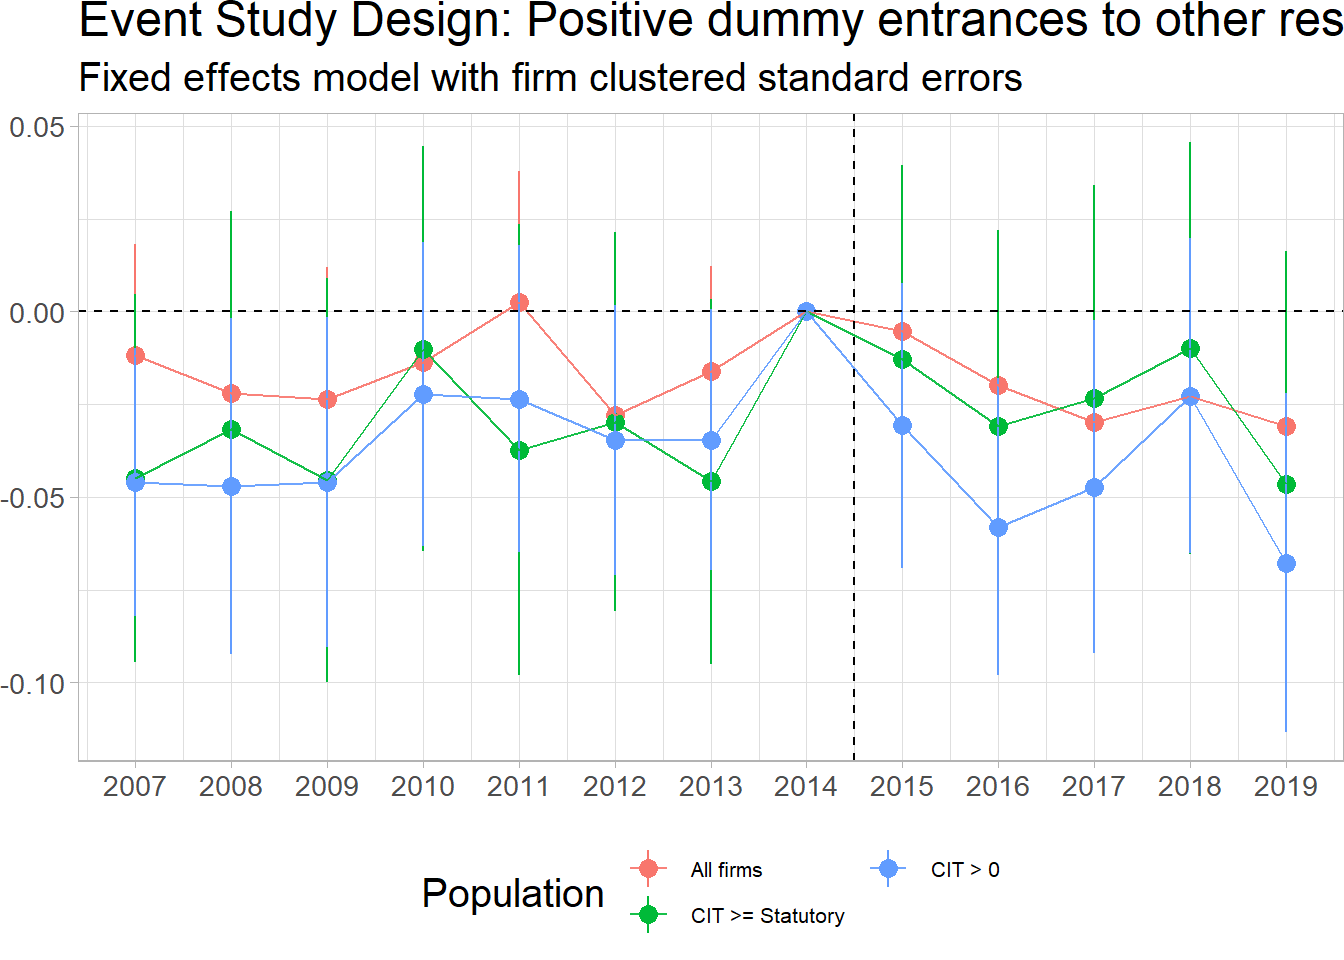 Event Study Design: Positive dummy entrances to other res
Fixed effects model with firm clustered standard errors
0.05
0.00
-0.05
-0.10
2007 2008 2009 2010 2011 2012 2013 2014 2015 2016 2017 2018 2019
Population
All firms
CIT > 0
CIT >= Statutory